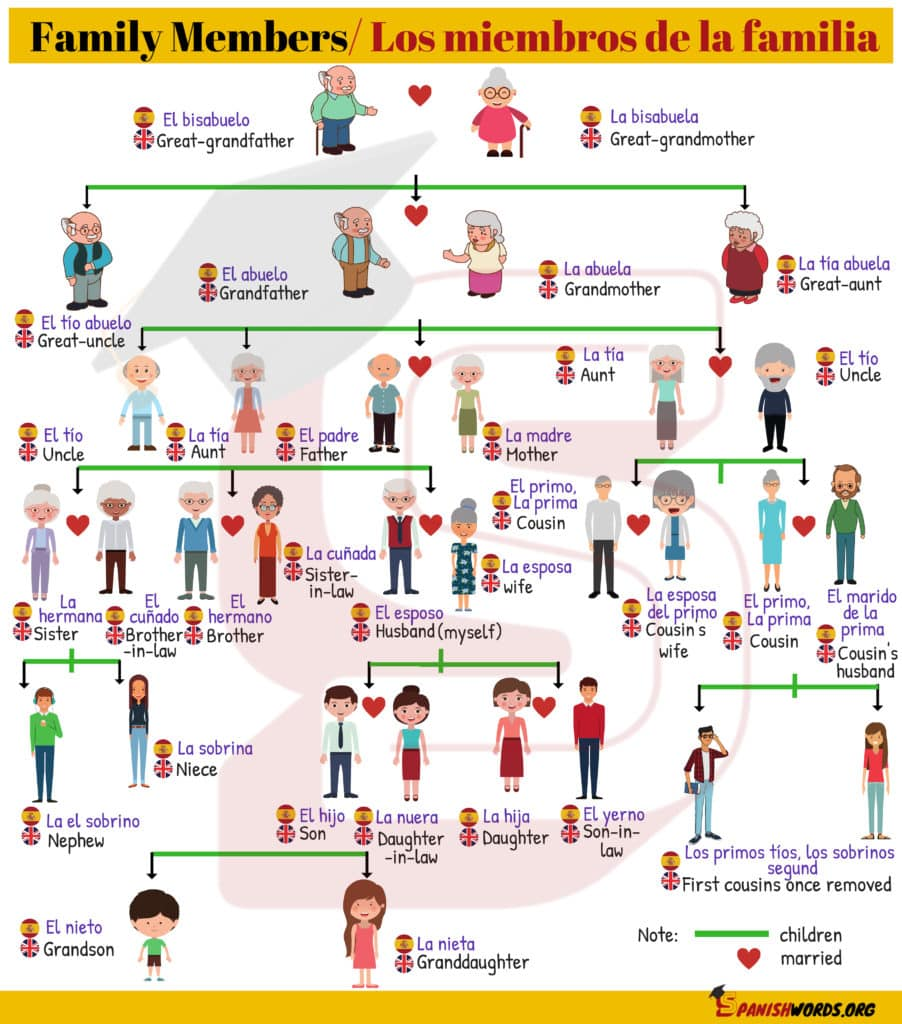 Family Members/ Los miembros de la familia
El bisabuelo
Great-grandfather
La bisabuela
Great-grandmother
El tío abuelo
Great-uncle
El abuelo
Grandfather
La abuela
Grandmother
La tía abuela
Great-aunt
El tío
Uncle
La tía
Aunt
El padre
Father
La madre
Mother
La tía
Aunt
El tío
Uncle
La
hermana
Sister
El
cuñado
Brother
-in-law
El
hermano
Brother
La cuñada
Sister-
in-law
El esposo
Husband (myself)
La esposa
wife
El primo,
La prima
Cousin
La esposa
del primo
Cousin's
wife
El primo,
La prima
Cousin
El marido
de la
prima
Cousin's
husband
La el sobrino
Nephew
La sobrina
Niece
El hijo
Son
La nuera
Daughter
-in-law
La hija
Daughter
El yerno
Son-in-
law
Los primos tíos, los sobrinos
segund
First cousins once removed
El nieto
Grandson
La nieta
Granddaughter
Note:
children
married
SPANISHWORDS.ORG